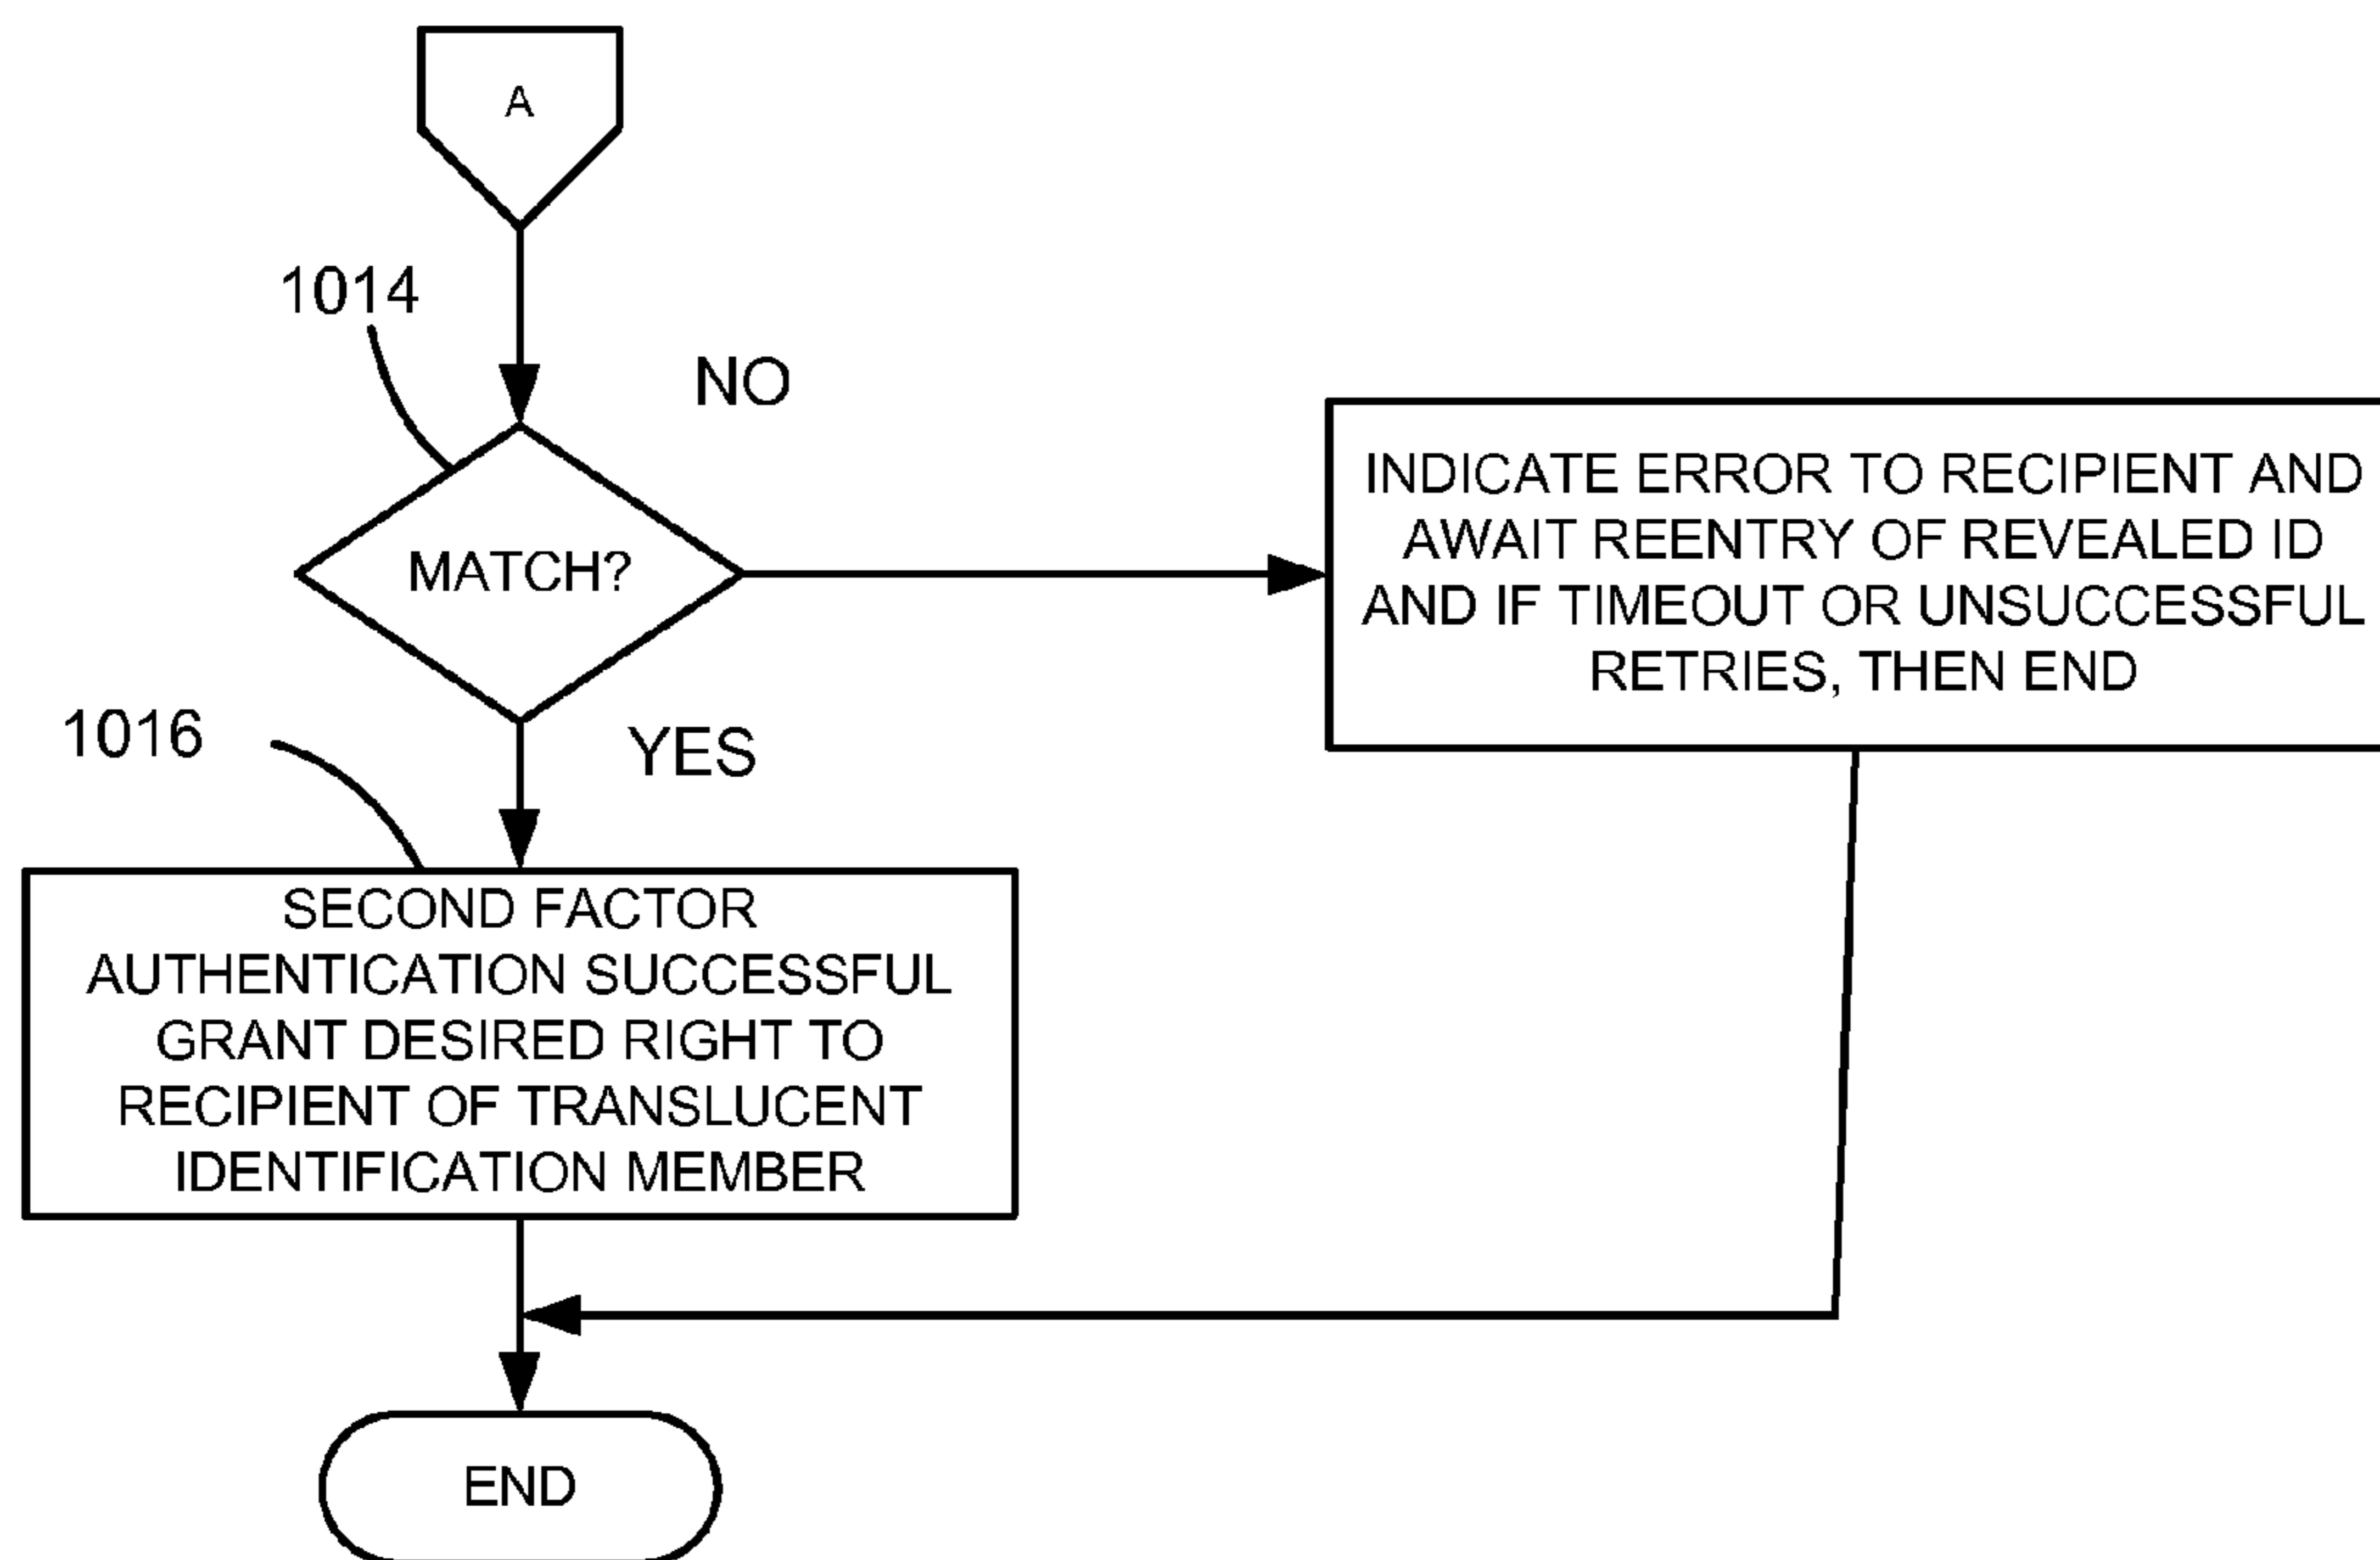 A
1014
NO
MATCH?
INDICATE ERROR TO RECIPIENT AND
AWAIT REENTRY OF REVEALED ID
AND IF TIMEOUT OR UNSUCCESSFUL
RETRIES, THEN END
1016
YES
SECOND FACTOR
AUTHENTICATION SUCCESSFUL
GRANT DESIRED RIGHT TO
RECIPIENT OF TRANSLUCENT
IDENTIFICATION MEMBER
END